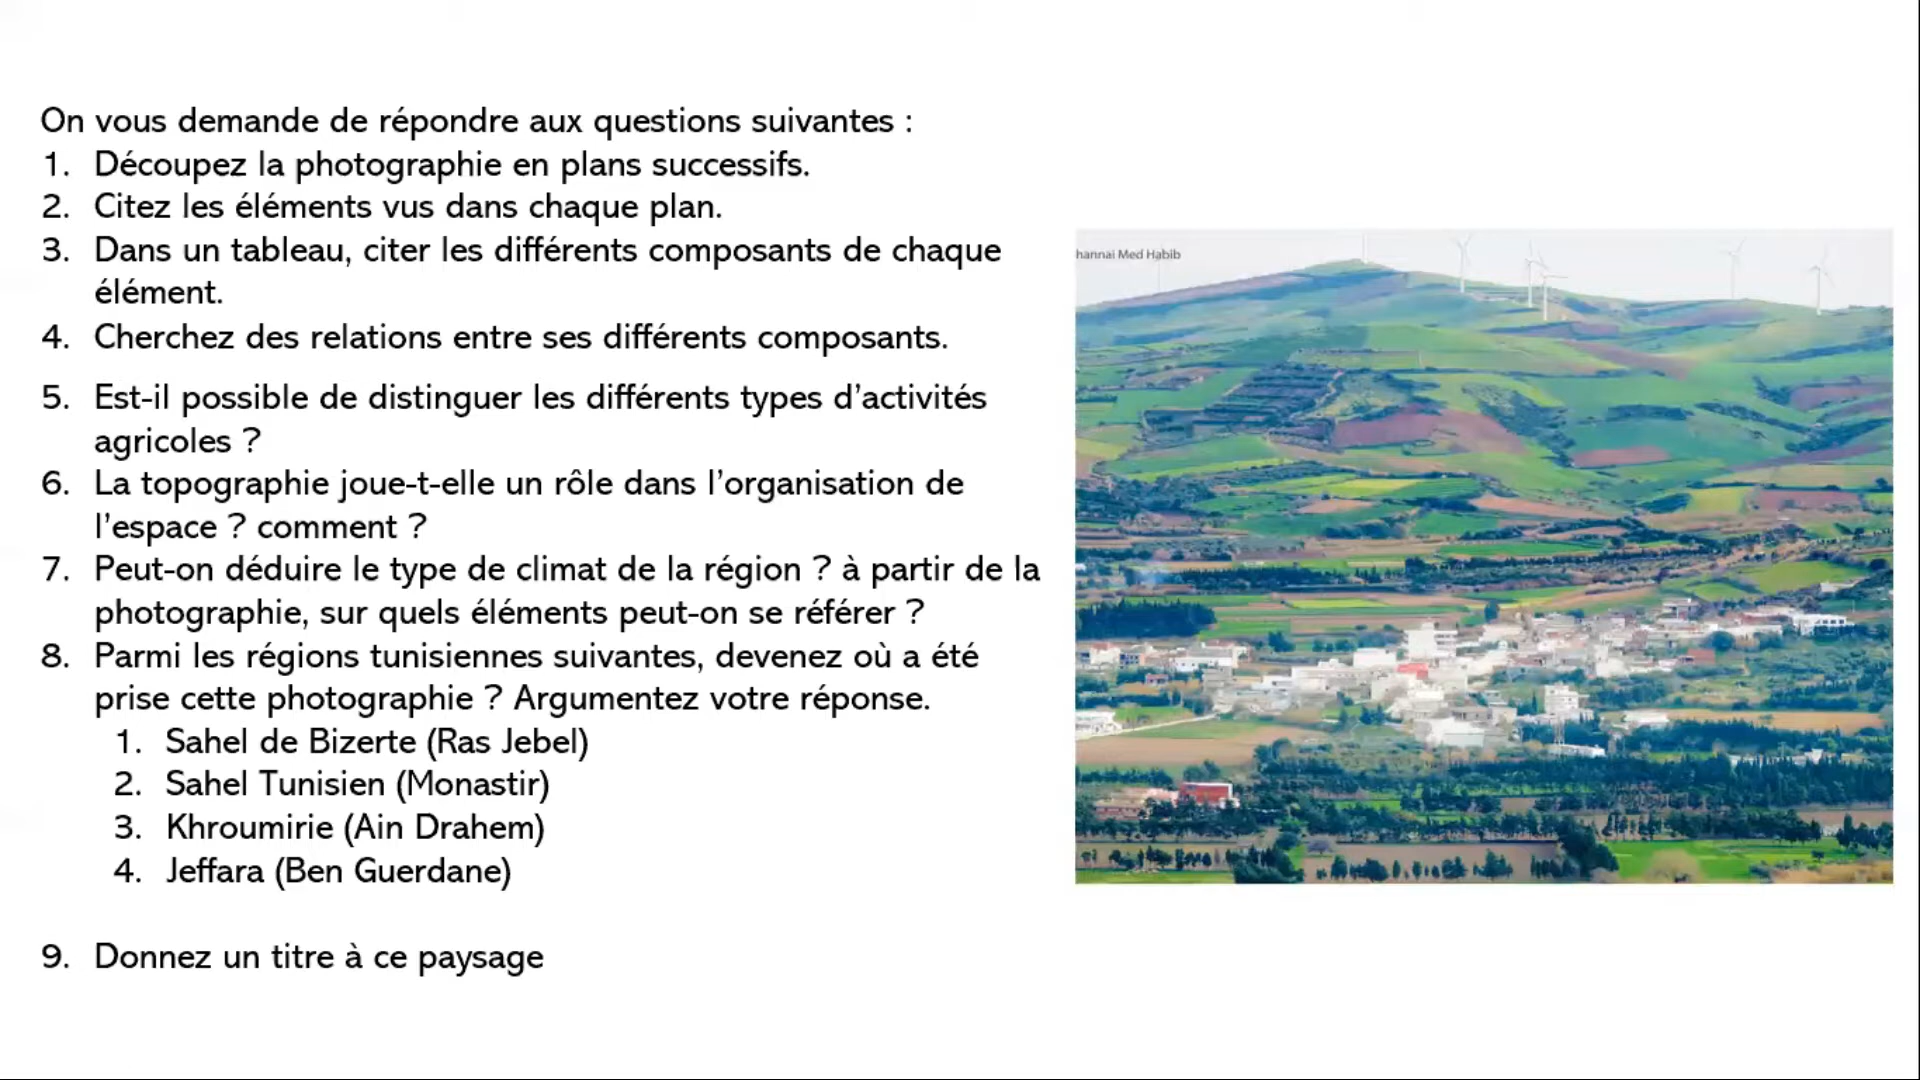 On vous demande de répondre aux questions suivantes :
1. Découpez la photographie en plans successifs.
2. Citez les éléments vus dans chaque plan.
3. Dans un tableau, citer les différents composants de chaque
élément.
4. Cherchez des relations entre ses différents composants.
5. Est-il possible de distinguer les différents types d’activités
agricoles ?
6. La topographie joue-t-elle un rôle dans l’organisation de
l’espace ? comment ?
7. Peut-on déduire le type de climat de la région ? à partir de la
photographie, sur quels éléments peut-on se référer ?
8. Parmi les régions tunisiennes suivantes, devenez où a été
prise cette photographie ? Argumentez votre réponse.
1. Sahel de Bizerte (Ras Jebel)
2. Sahel Tunisien (Monastir)
3. Khroumirie (Ain Drahem)
4. Jeffara (Ben Guerdane)
9. Donnez un titre à ce paysage
hannai Med Habib